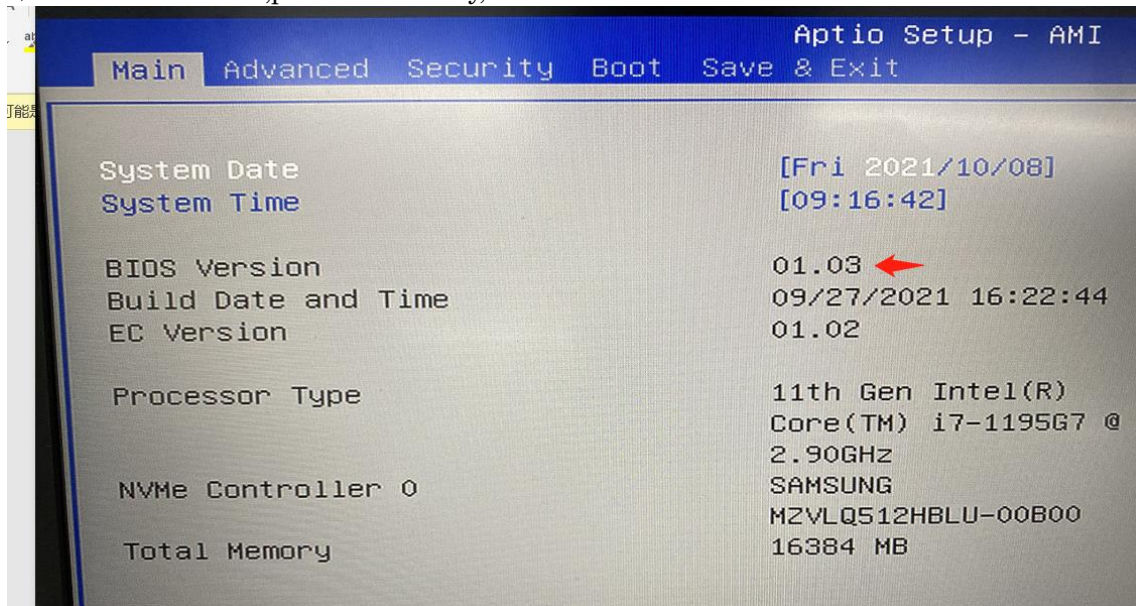 Aptio Setup - AMI
Main Advanced Security Boot Save & Exit
System Date [Fri 2021/10/08]
System Time [09:16:42]
BIOS Version 01.03
Build Date and Time 09/27/2021 16:22:44
EC Version 01.02
Processor Type 11th Gen Intel(R)
Core(TM) i7-1195G7 @
2.90GHz
NVMe Controller 0 SAMSUNG
MZVLQ512HBLU-00B00
Total Memory 16384 MB
可能是